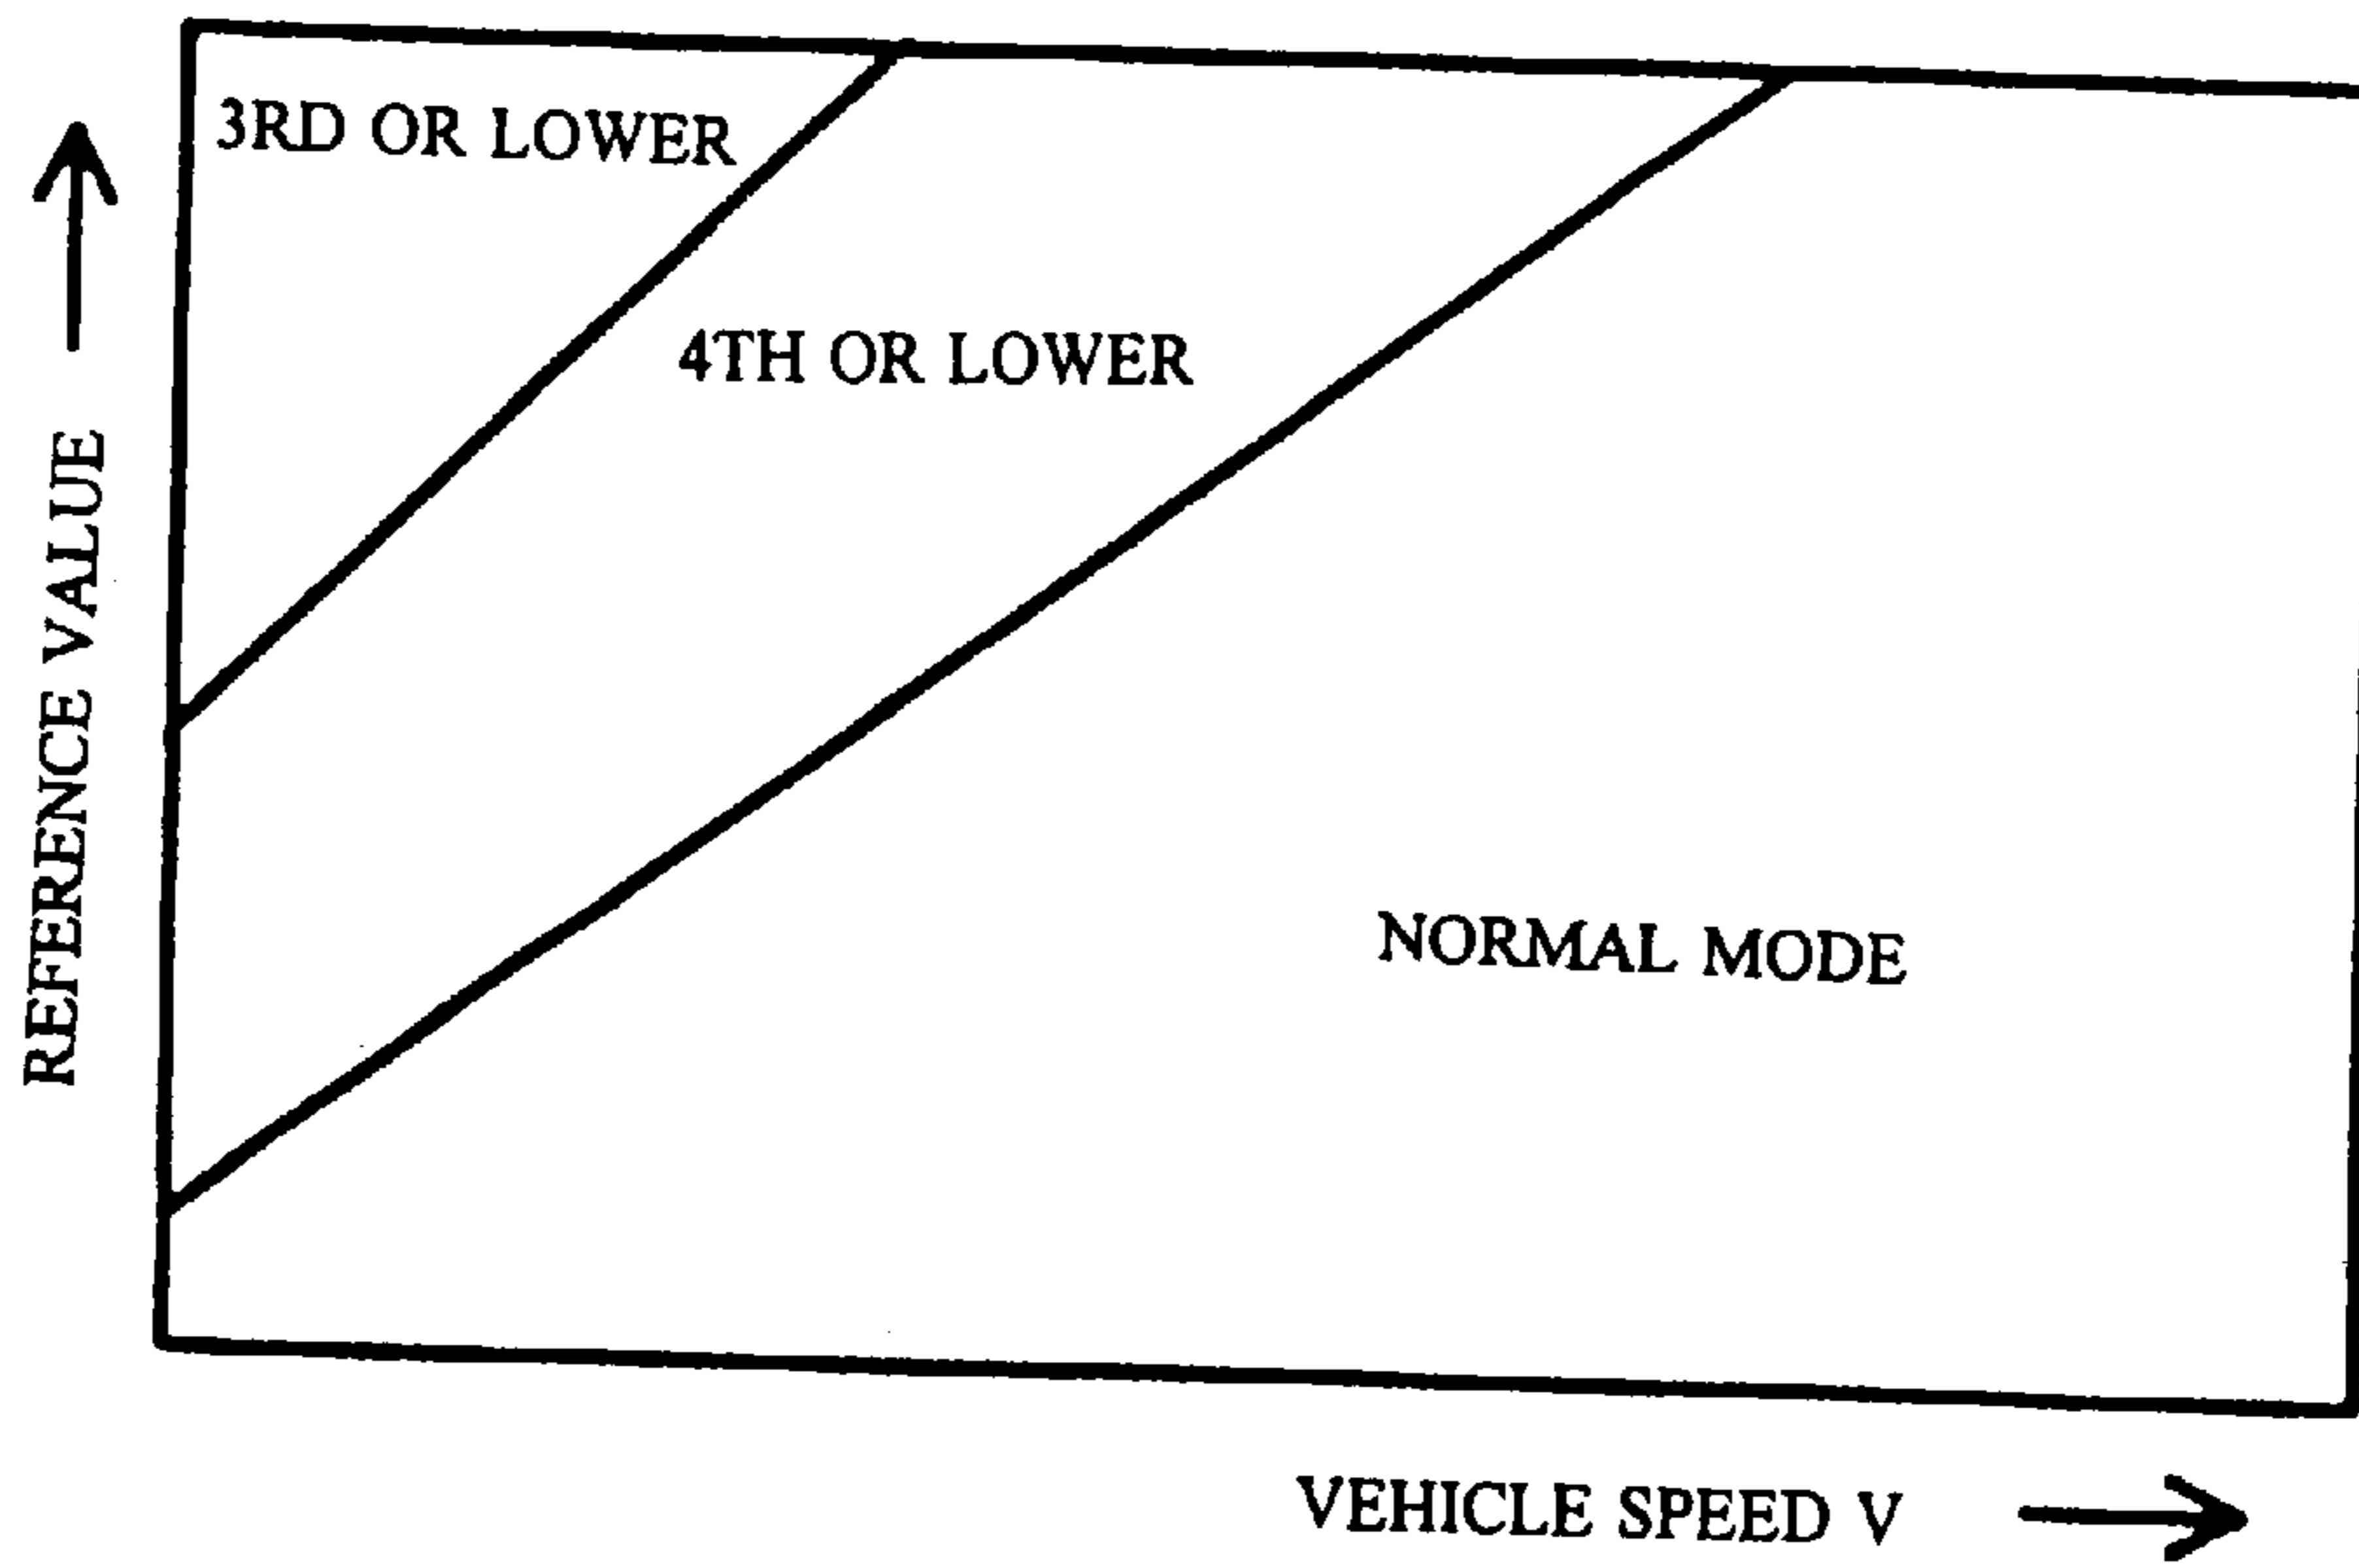 3RD OR LOWER
4TH OR LOWER
REFERENCE VALUE
NORMAL MODE
VEHICLE SPEED V